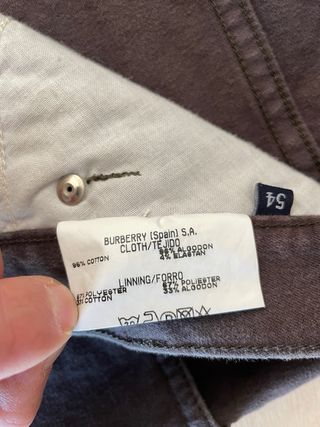 54
BURBERRY (Spain) S.A.
CLOTH/TEJIDO
96% COTTON 96% ALGODON
4% ELASTAN
LINNING/FORRO
67% POLYESTER 67% POLIESTER
33% COTTON 33% ALGODON